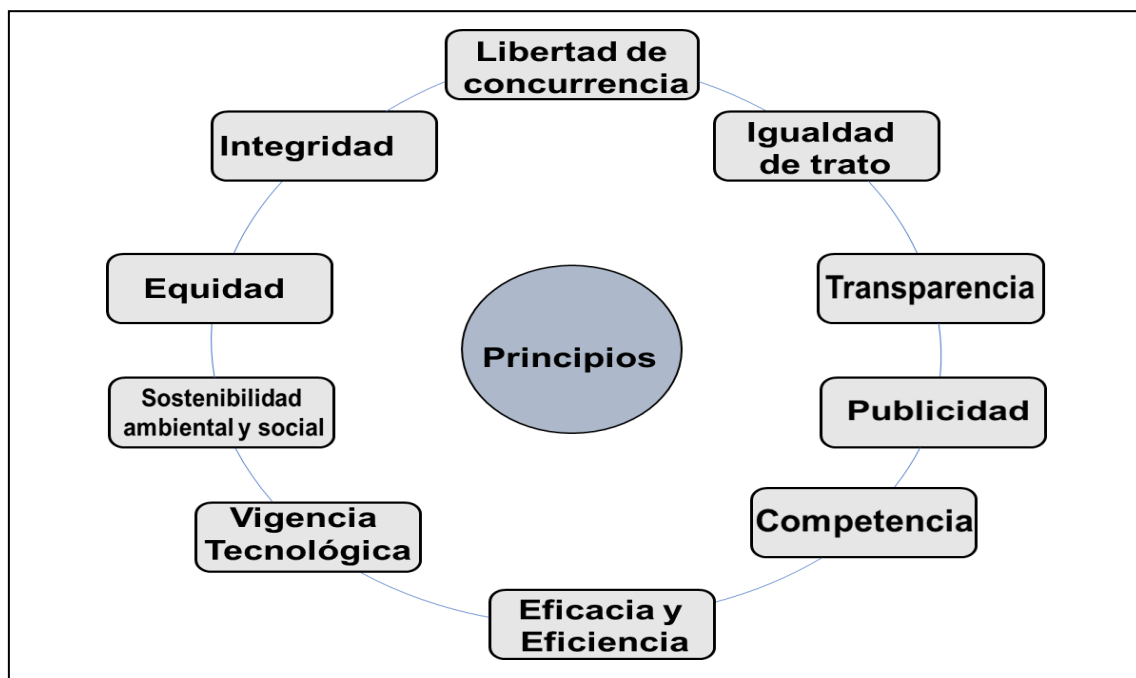 Libertad de
concurrencia
Igualdad
de trato
Transparencia
Publicidad
Competencia
Eficacia y
Eficiencia
Vigencia
Tecnológica
Sostenibilidad
ambiental y social
Equidad
Integridad
Principios